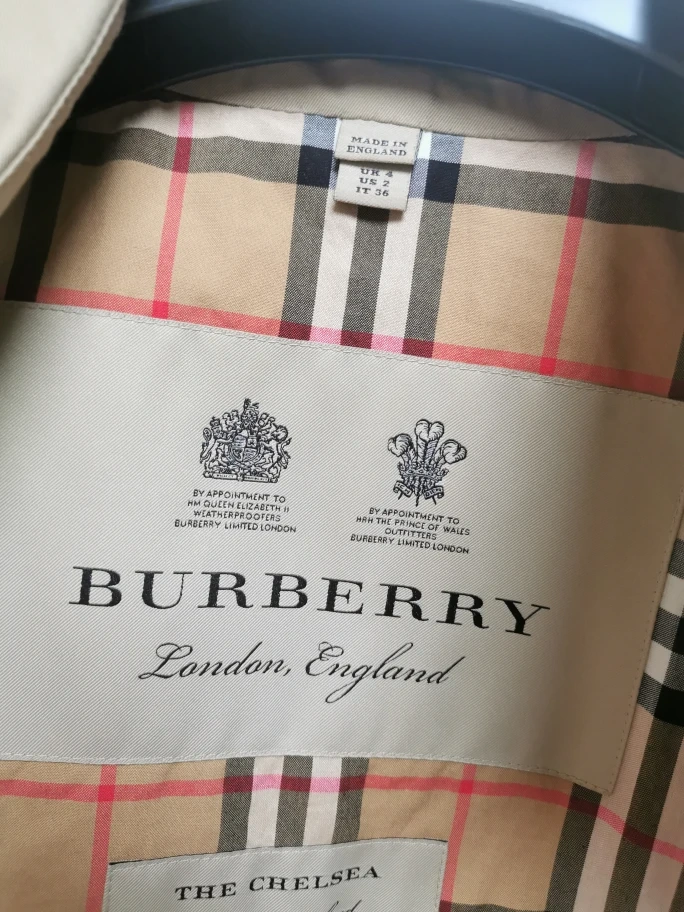 MADE IN
ENGLAND
UK 4
US 2
IT 36
BY APPOINTMENT TO
HM QUEEN ELIZABETH II
WEATHERPROOFERS
BURBERRY LIMITED LONDON
BY APPOINTMENT TO
HRH THE PRINCE OF WALES
OUTFITTERS
BURBERRY LIMITED LONDON
BURBERRY
London, England
THE CHELSEA